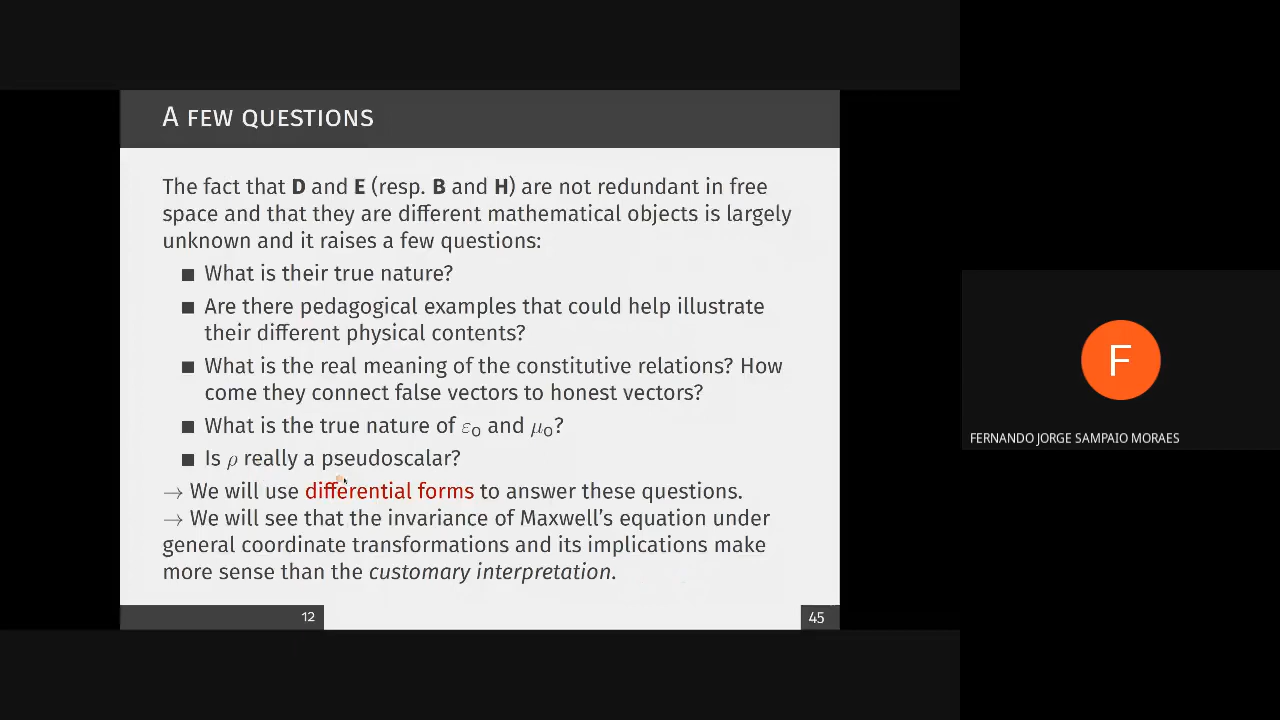 A FEW QUESTIONS
The fact that D and E (resp. B and H) are not redundant in free
space and that they are different mathematical objects is largely
unknown and it raises a few questions:
■ What is their true nature?
■ Are there pedagogical examples that could help illustrate
their different physical contents?
■ What is the real meaning of the constitutive relations? How
come they connect false vectors to honest vectors?
■ What is the true nature of ε₀ and μ₀?
■ Is ρ really a pseudoscalar?
→ We will use differential forms to answer these questions.
→ We will see that the invariance of Maxwell's equation under
general coordinate transformations and its implications make
more sense than the customary interpretation.
12
45
F
FERNANDO JORGE SAMPAIO MORAES